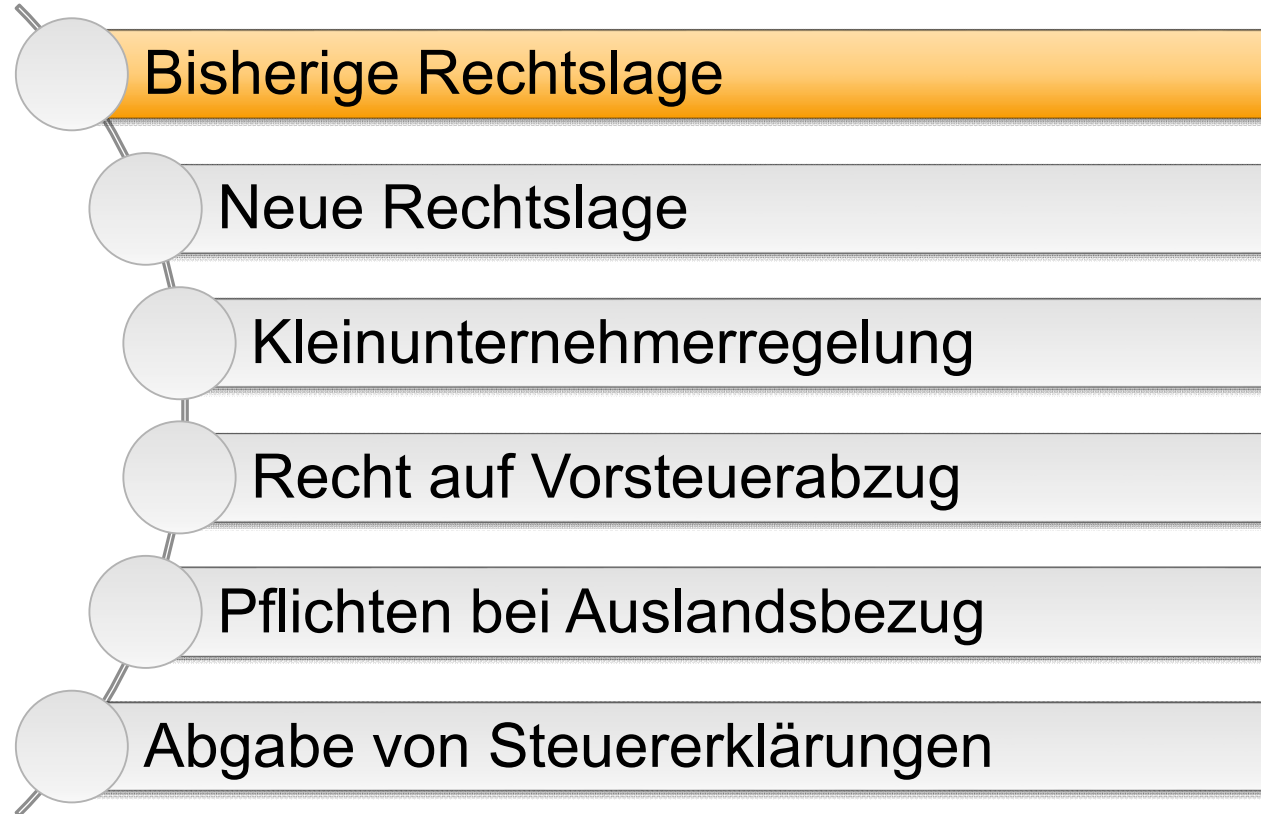 Bisherige Rechtslage
Neue Rechtslage
Kleinunternehmerregelung
Recht auf Vorsteuerabzug
Pflichten bei Auslandsbezug
Abgabe von Steuererklärungen